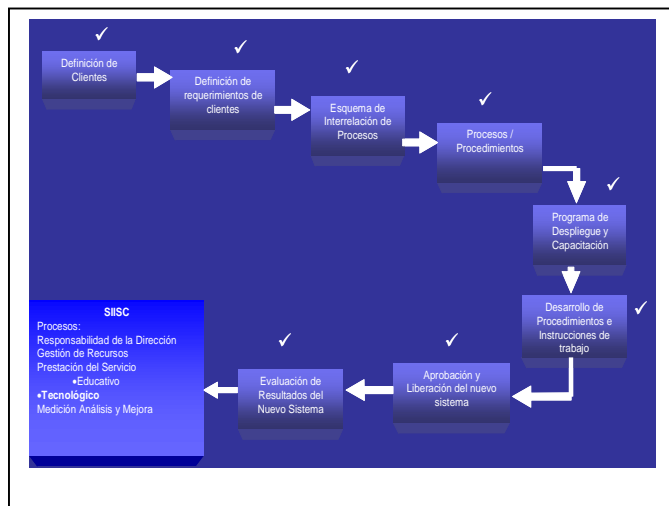 Definición de
Clientes
Definición de
requerimientos de
clientes
Esquema de
Interrelación de
Procesos
Procesos /
Procedimientos
Programa de
Despliegue y
Capacitación
Desarrollo de
Procedimientos e
Instrucciones de
trabajo
Aprobación y
Liberación del nuevo
sistema
Evaluación de
Resultados del
Nuevo Sistema
SIISC
Procesos:
Responsabilidad de la Dirección
Gestión de Recursos
Prestación del Servicio
•Educativo
•Tecnológico
Medición Análisis y Mejora